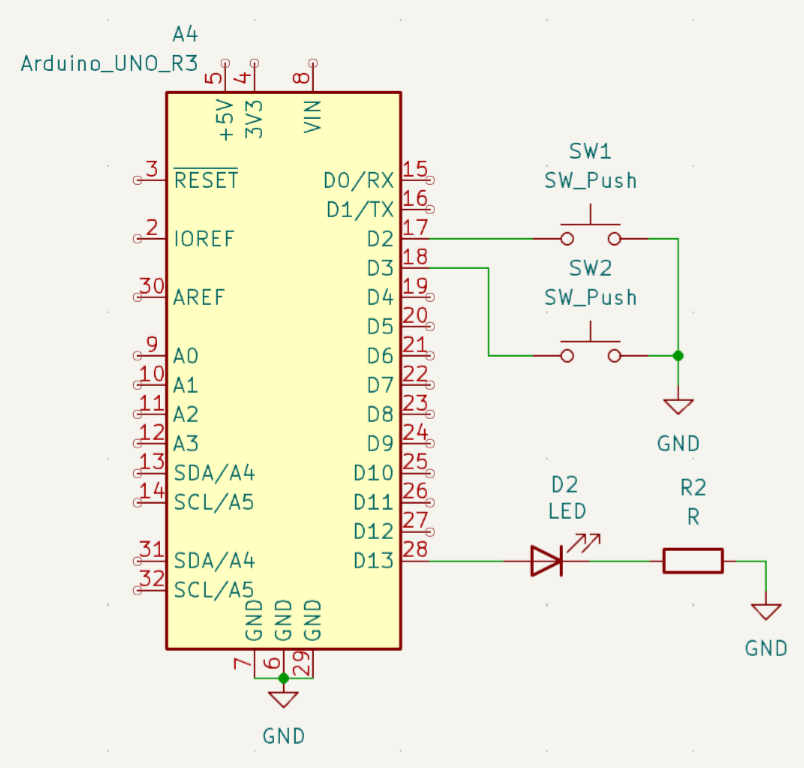 A4
Arduino_UNO_R3
5
4
8
+5V
3V3
VIN
SW1
SW_Push
3
RESET
D0/RX
15
D1/TX
16
2
IOREF
D2
17
D3
18
SW2
SW_Push
30
AREF
D4
19
D5
20
9
A0
D6
21
10
A1
D7
22
11
A2
D8
23
12
A3
D9
24
GND
13
SDA/A4
D10
25
14
SCL/A5
D11
26
D2
LED
R2
R
D12
27
31
SDA/A4
D13
28
32
SCL/A5
GND
GND
GND
GND
7
6
29
GND